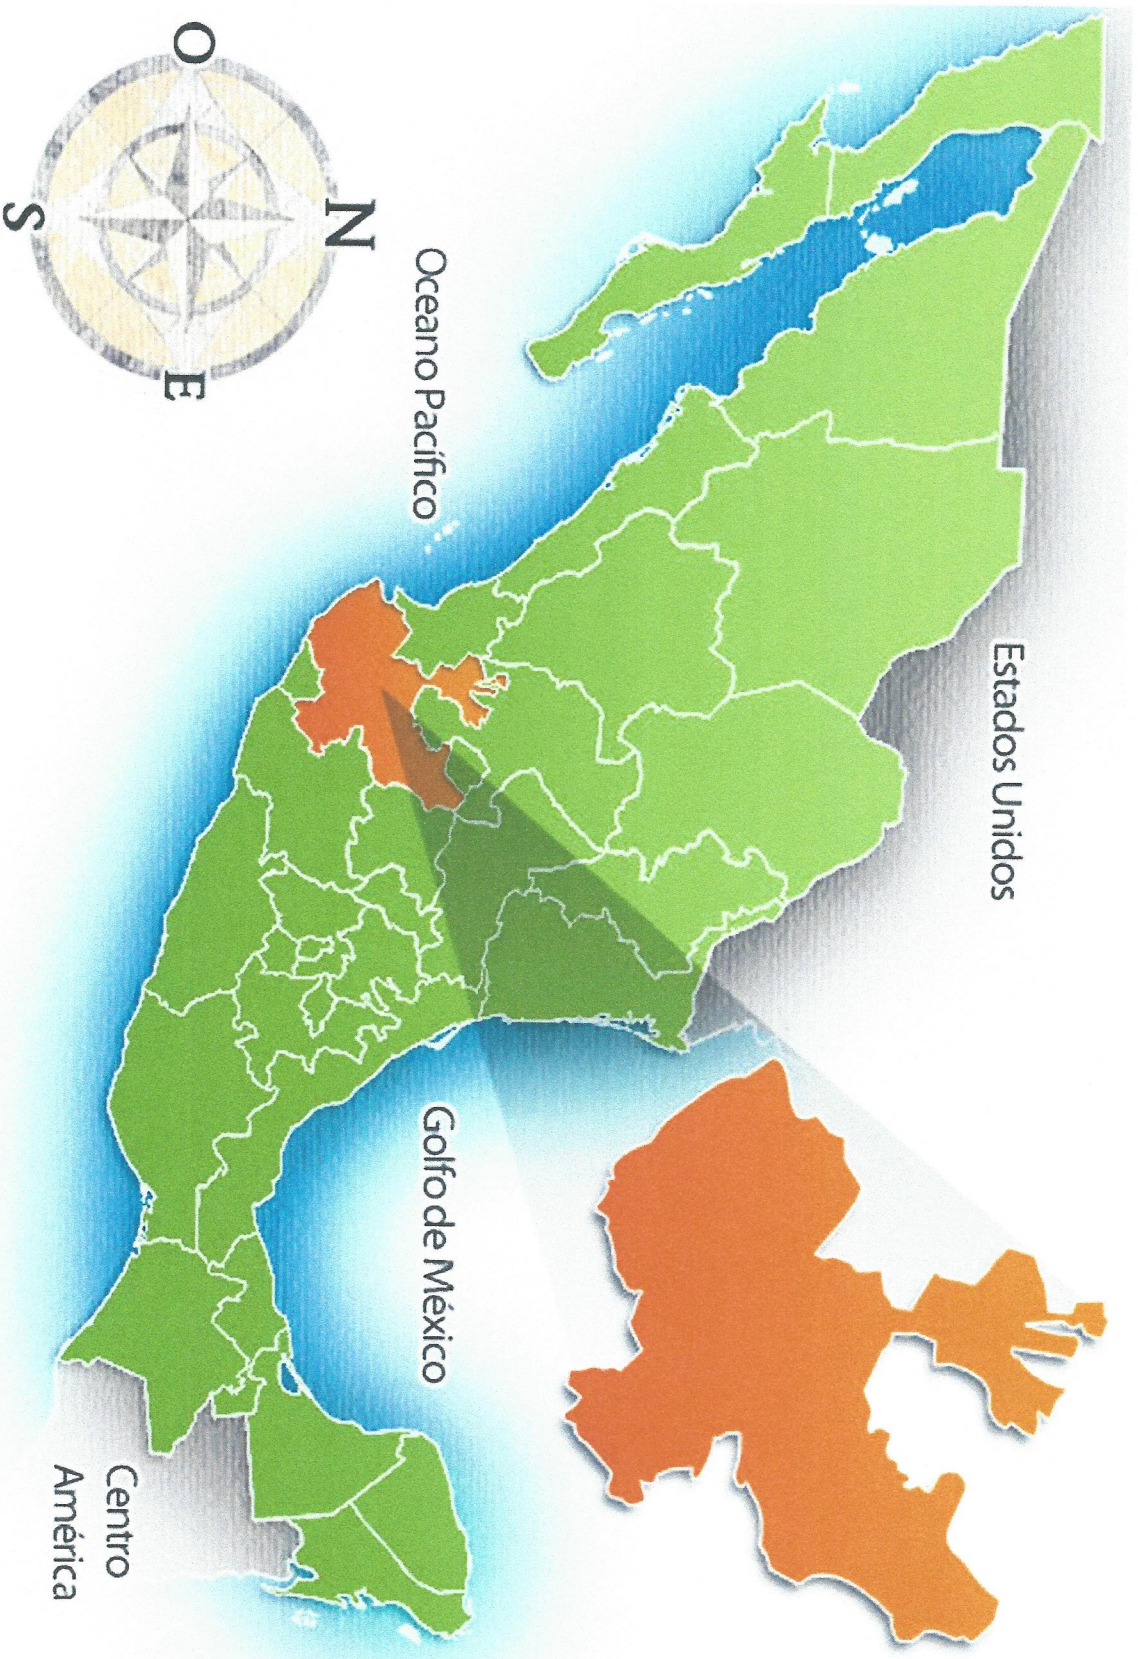 Estados Unidos
Oceano Pacífico
Golfo de México
Centro
América
N
O
E
S